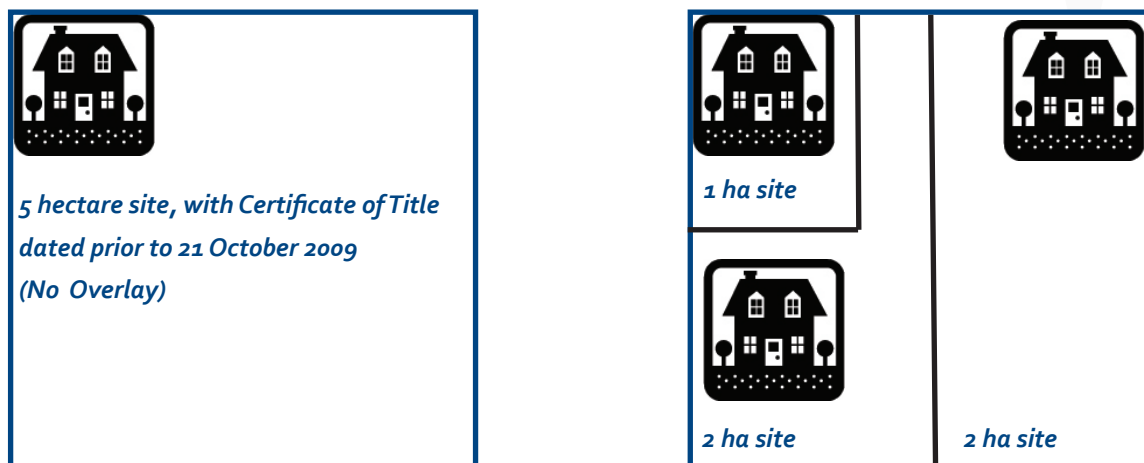 5 hectare site, with Certificate of Title
dated prior to 21 October 2009
(No Overlay)
1 ha site
2 ha site
2 ha site